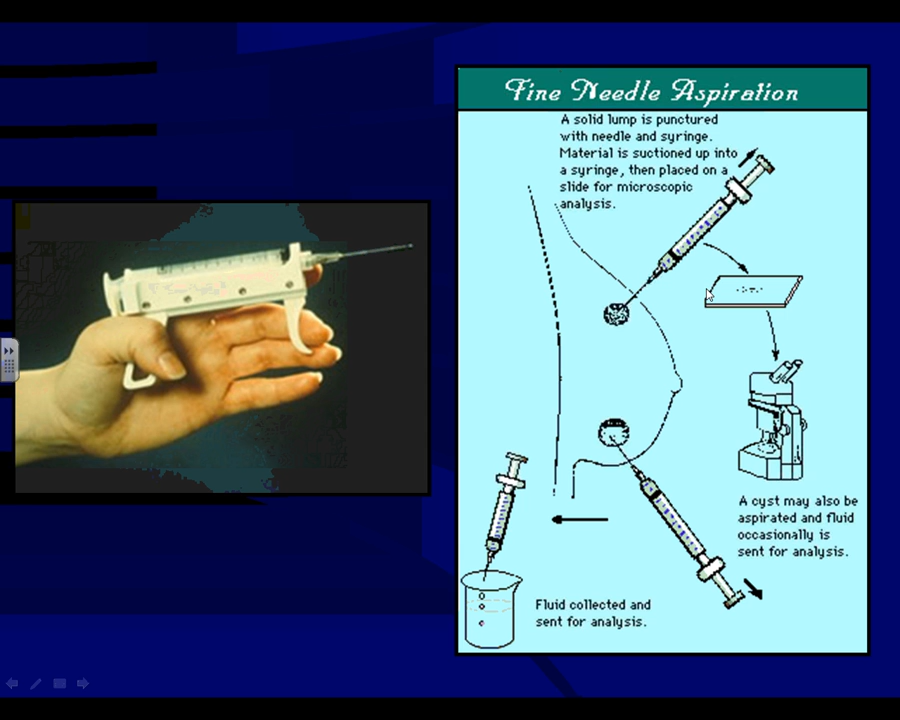 Fine Needle Aspiration
A solid lump is punctured
with needle and syringe.
Material is suctioned up into
a syringe, then placed on a
slide for microscopic
analysis.
A cyst may also be
aspirated and fluid
occasionally is
sent for analysis.
Fluid collected and
sent for analysis.